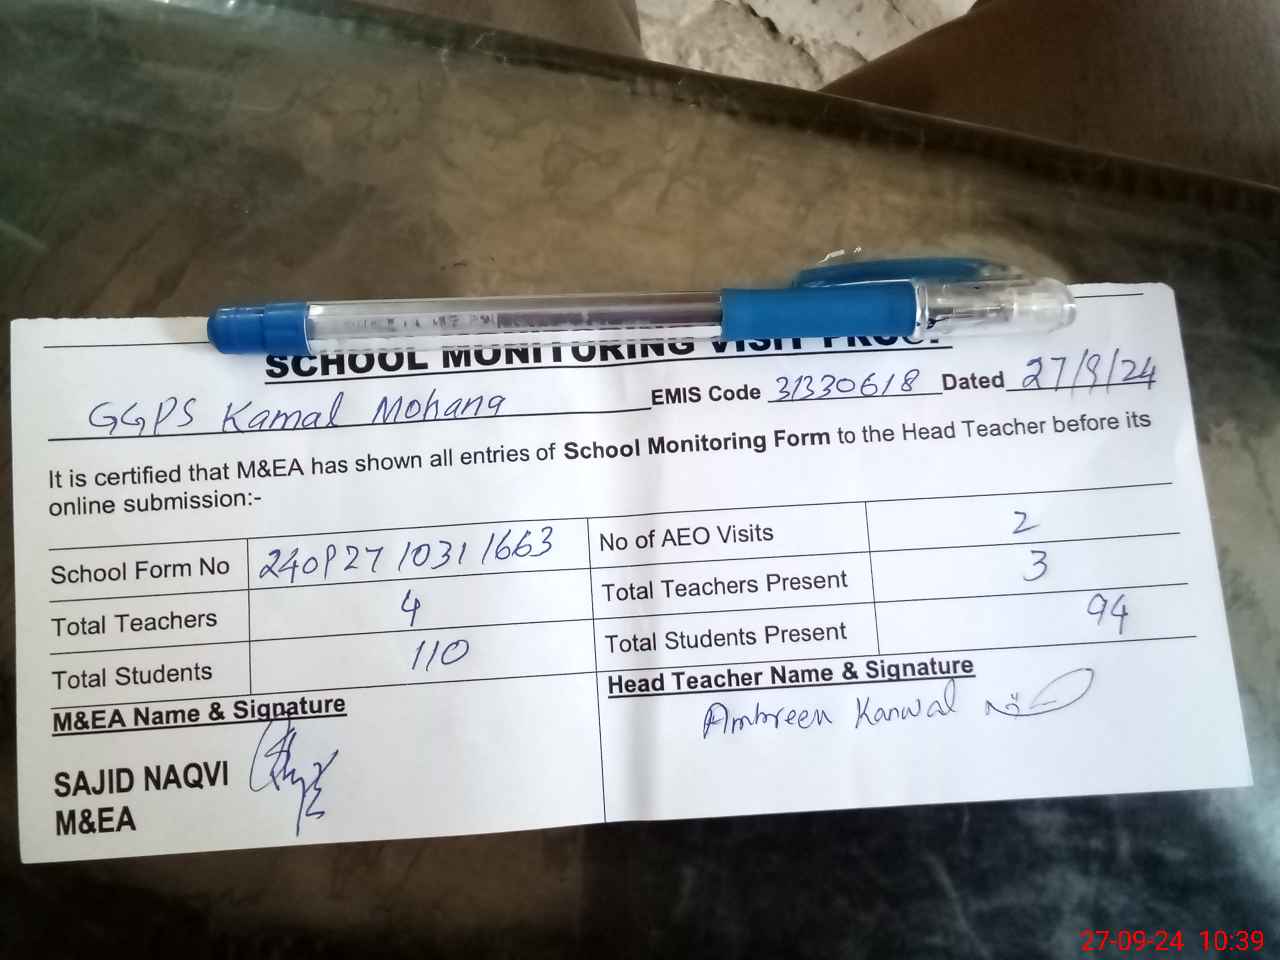 SCHOOL MONITORING VISIT PROOF
GGPS Kamal Mohana EMIS Code 31330618 Dated 27/9/24
It is certified that M&EA has shown all entries of School Monitoring Form to the Head Teacher before its
online submission:-
School Form No 240927 1031 1663 No of AEO Visits 2
Total Teachers 4 Total Teachers Present 3
Total Students 110 Total Students Present 94
M&EA Name & Signature Head Teacher Name & Signature
Ambreen Kanwal
SAJID NAQVI
M&EA
27-09-24 10:39